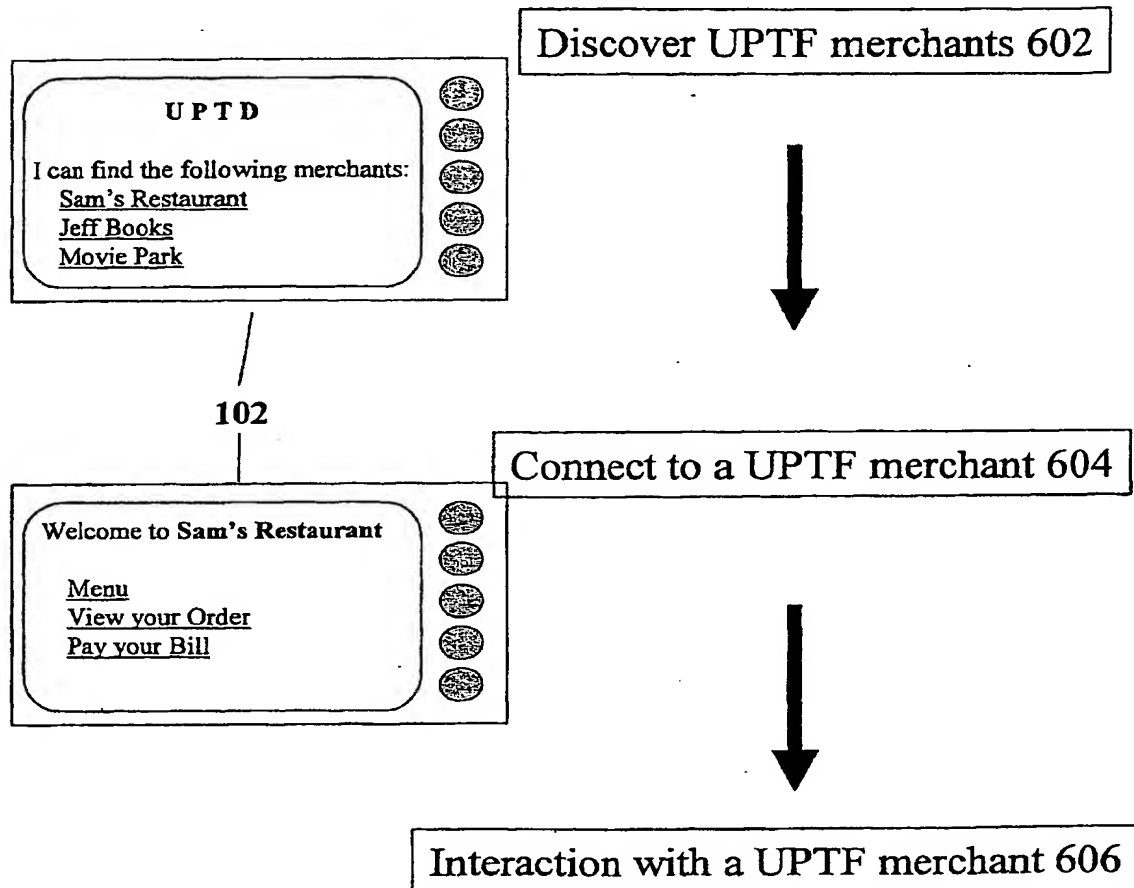 Discover UPTF merchants 602
U P T D
I can find the following merchants:
Sam's Restaurant
Jeff Books
Movie Park
102
Connect to a UPTF merchant 604
Welcome to Sam's Restaurant
Menu
View your Order
Pay your Bill
Interaction with a UPTF merchant 606